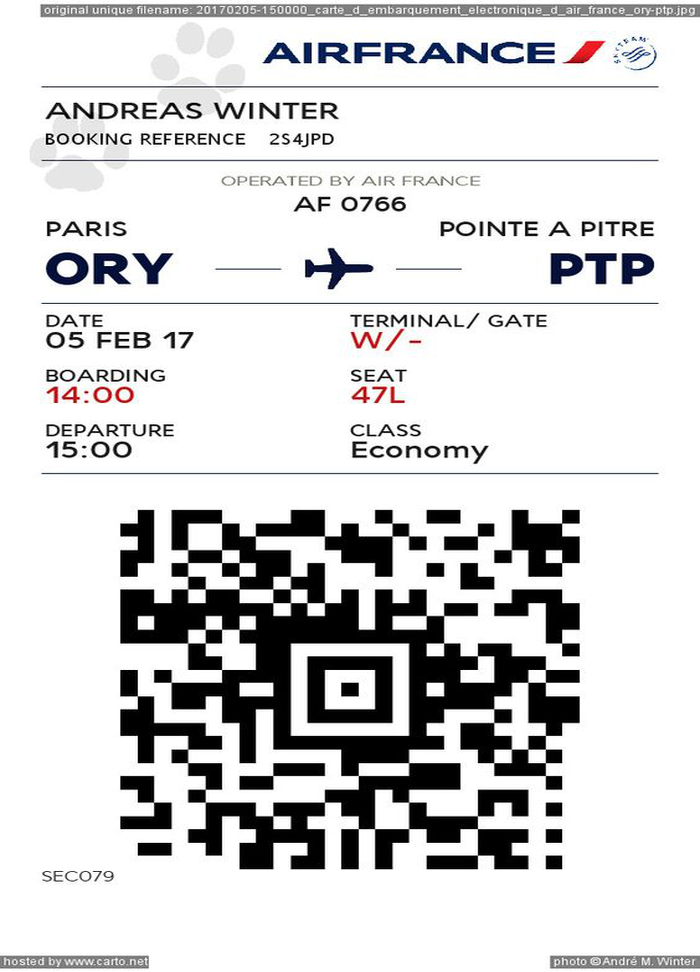 original unique filename: 20170205-150000_carte_d_embarquement_electronique_d_air_france_ory-ptp.jpg
AIRFRANCE SKYTEAM
ANDREAS WINTER
BOOKING REFERENCE 2S4JPD
OPERATED BY AIR FRANCE
AF 0766
PARIS POINTE A PITRE
ORY PTP
DATE TERMINAL/ GATE
05 FEB 17 W/-
BOARDING SEAT
14:00 47L
DEPARTURE CLASS
15:00 Economy
SEC079
hosted by www.carto.net photo ©André M. Winter